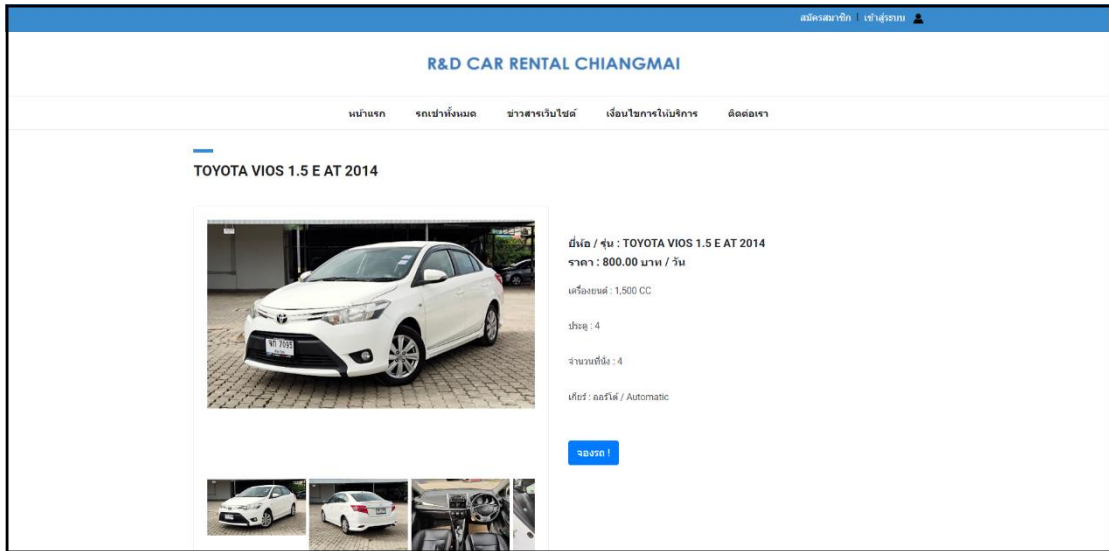 สมัครสมาชิก | เข้าสู่ระบบ
R&D CAR RENTAL CHIANGMAI
หน้าแรก รถเช่าทั้งหมด ข่าวสารเว็บไซต์ เงื่อนไขการให้บริการ ติดต่อเรา
TOYOTA VIOS 1.5 E AT 2014
ยี่ห้อ / รุ่น : TOYOTA VIOS 1.5 E AT 2014
ราคา : 800.00 บาท / วัน
เครื่องยนต์ : 1,500 CC
ประตู : 4
จำนวนที่นั่ง : 4
เกียร์ : ออร์โต้ / Automatic
7095
จองรถ !